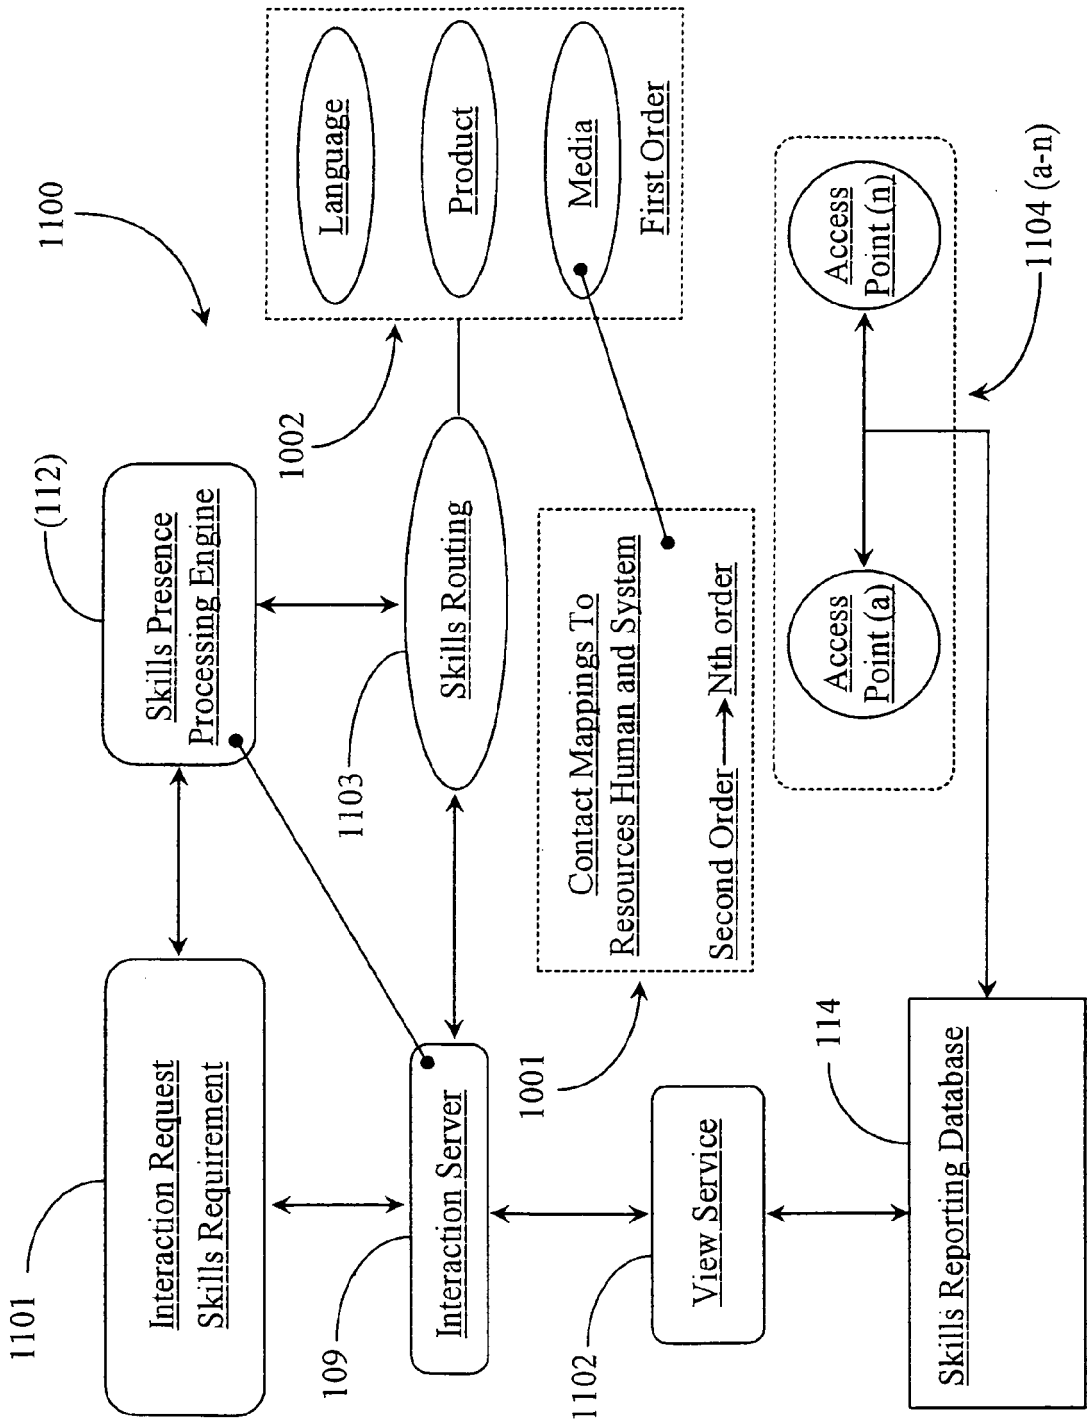 1100
1101
Interaction Request
Skills Requirement
(112)
Skills Presence
Processing Engine
1002
Language
Product
Media
First Order
109
Interaction Server
1103
Skills Routing
1001
Contact Mappings To
Resources Human and System
Second Order
Nth order
1102
View Service
114
Skills Reporting Database
Access
Point (a)
Access
Point (n)
1104 (a-n)